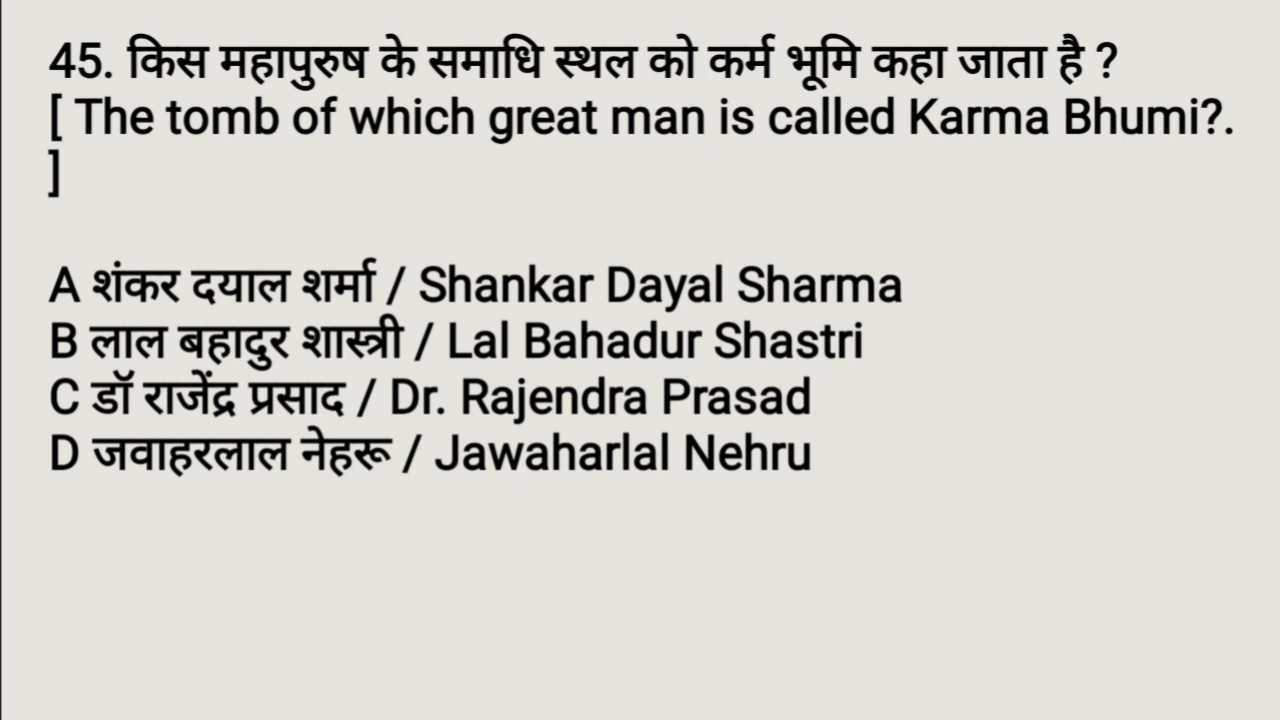 45. किस महापुरुष के समाधि स्थल को कर्म भूमि कहा जाता है ?
[ The tomb of which great man is called Karma Bhumi?.
]
A शंकर दयाल शर्मा / Shankar Dayal Sharma
B लाल बहादुर शास्त्री / Lal Bahadur Shastri
C डॉ राजेंद्र प्रसाद / Dr. Rajendra Prasad
D जवाहरलाल नेहरू / Jawaharlal Nehru